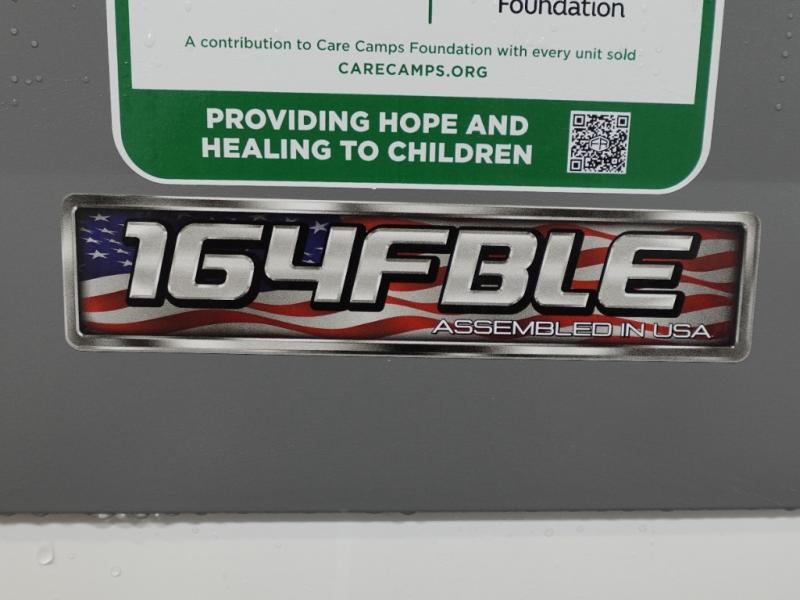 Foundation
A contribution to Care Camps Foundation with every unit sold
CARECAMPS.ORG
PROVIDING HOPE AND
HEALING TO CHILDREN
164FBLE
ASSEMBLED IN USA